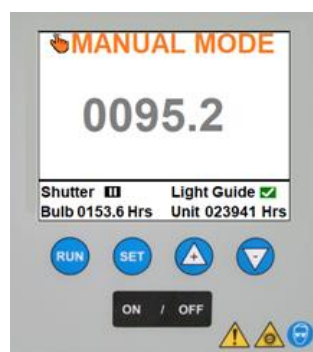 MANUAL MODE
0095.2
Shutter Light Guide
Bulb 0153.6 Hrs Unit 023941 Hrs
RUN SET + -
ON / OFF